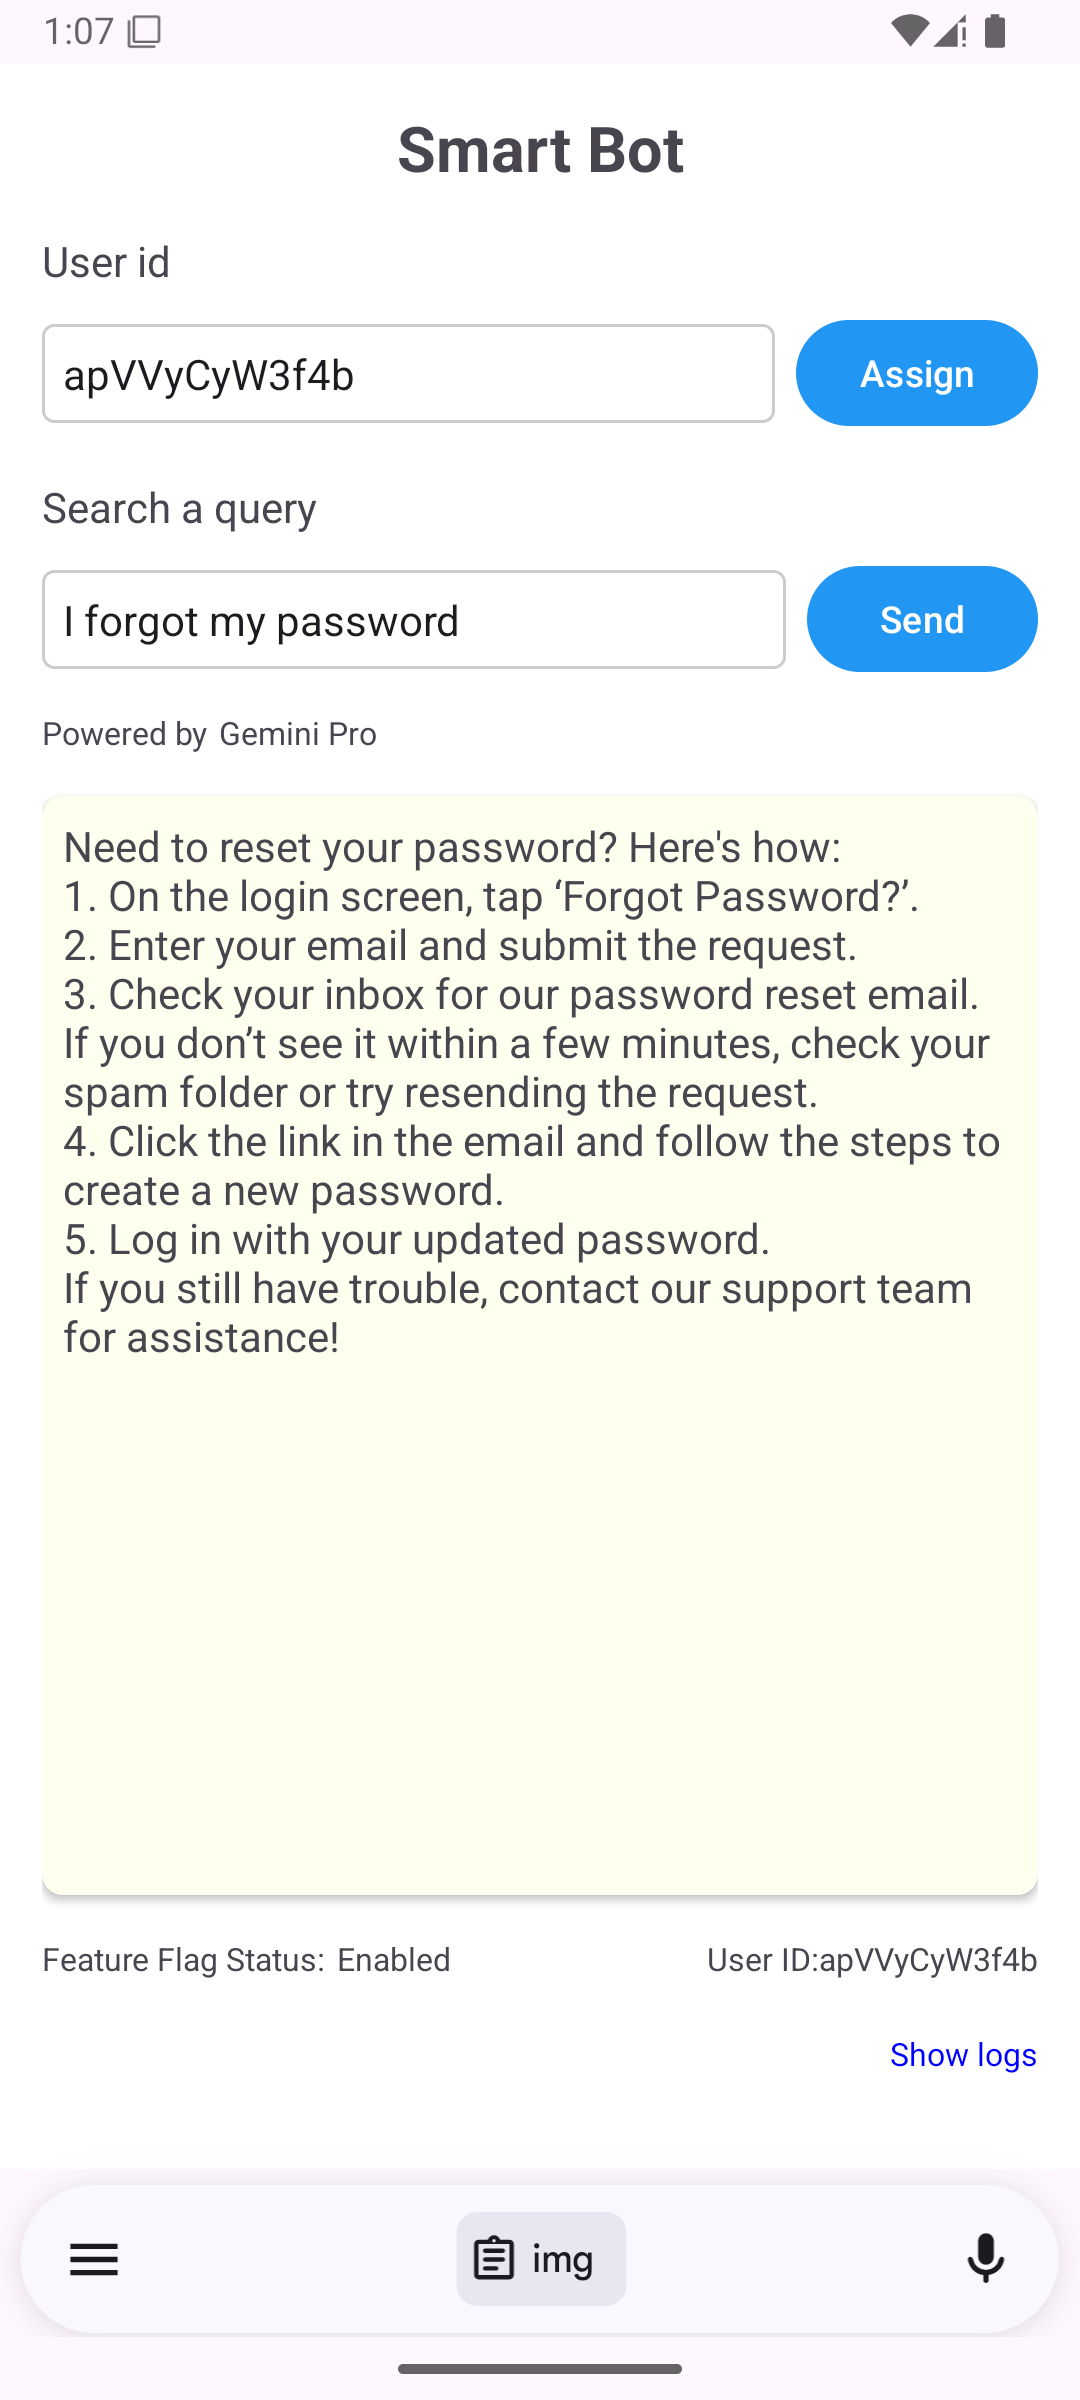 1:07
Smart Bot
User id
apVVyCyW3f4b
Assign
Search a query
I forgot my password
Send
Powered by Gemini Pro
Need to reset your password? Here's how:
1. On the login screen, tap ‘Forgot Password?’.
2. Enter your email and submit the request.
3. Check your inbox for our password reset email.
If you don’t see it within a few minutes, check your
spam folder or try resending the request.
4. Click the link in the email and follow the steps to
create a new password.
5. Log in with your updated password.
If you still have trouble, contact our support team
for assistance!
Feature Flag Status: Enabled
User ID:apVVyCyW3f4b
Show logs
img